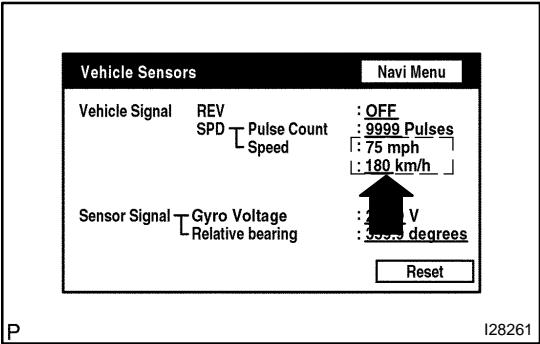 Vehicle Sensors Navi Menu
Vehicle Signal REV : OFF
SPD Pulse Count : 9999 Pulses
Speed : 75 mph
: 180 km/h
Sensor Signal Gyro Voltage : V
Relative bearing : degrees
Reset
P I28261